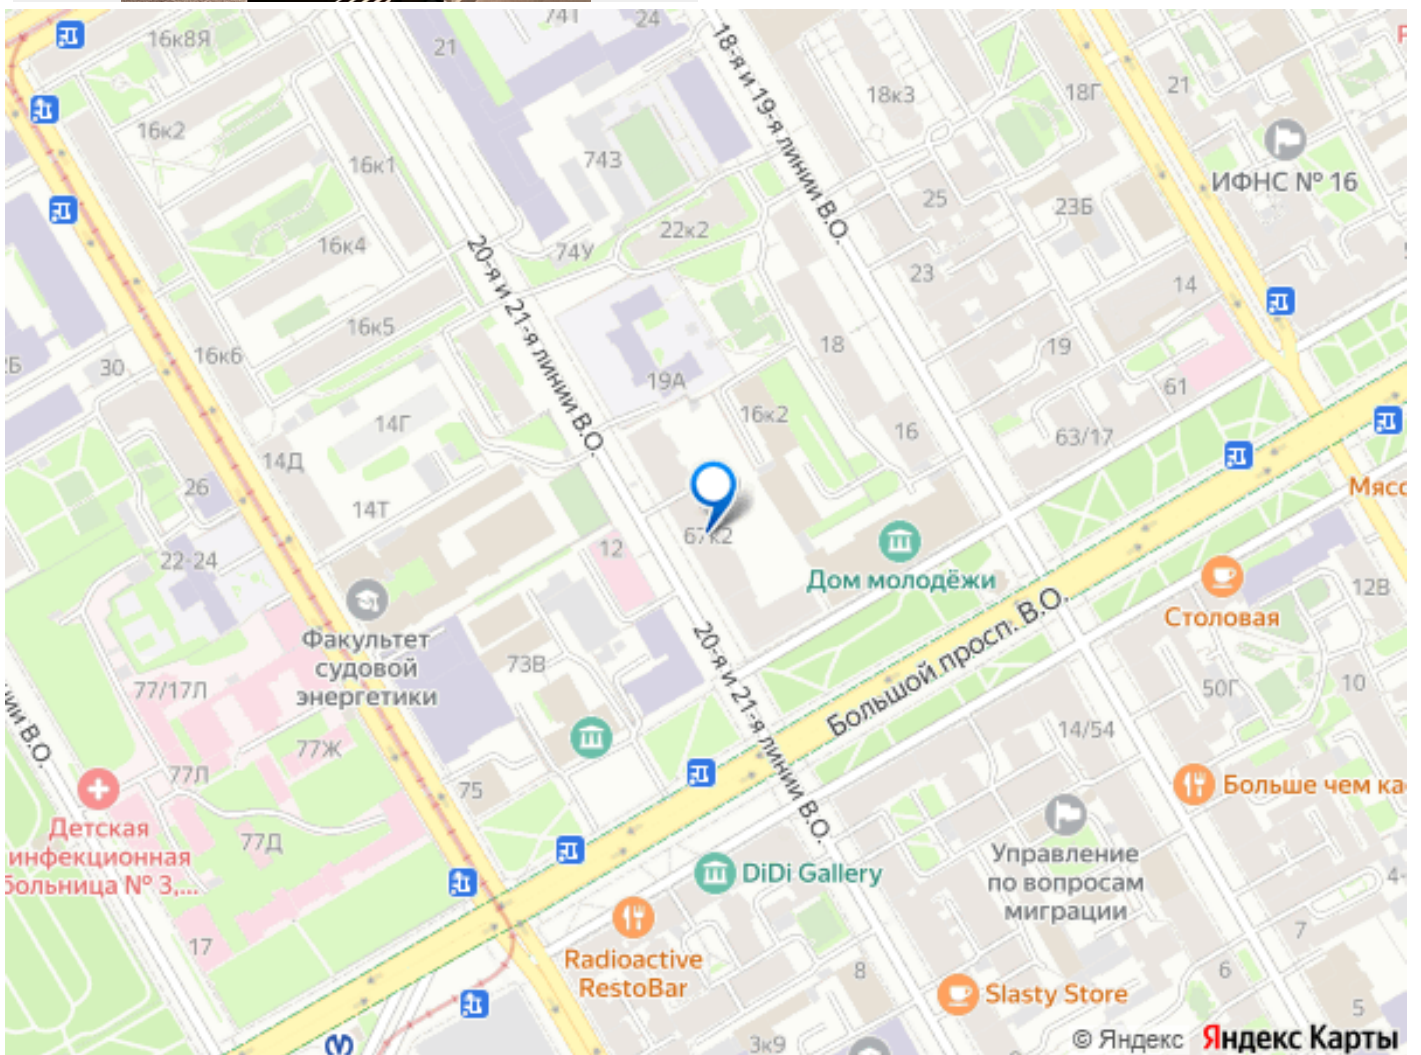 74Т
24
16к8Я
21
18-я и 19-я линии В.О.
18к3
18Г
21
16к2
74З
16к1
ИФНС № 16
25
23Б
22к2
16к4
74У
20-я и 21-я линии В.О.
23
14
16к5
18
19
30
16к6
19А
61
16к2
14Г
16
63/17
14Д
26
Мясо
14Т
67к2
12
22-24
Дом молодёжи
12В
Столовая
Большой просп. В.О.
Факультет
судовой
энергетики
73В
20-я и 21-я линии В.О.
77/17Л
50Г
10
ии В.О.
77Ж
14/54
77Л
75
Больше чем ка
Детская
инфекционная
больница № 3,...
77Д
DiDi Gallery
Управление
по вопросам
миграции
4-
17
7
Radioactive
RestoBar
8
6
Slasty Store
5
3к9
© Яндекс Яндекс Карты